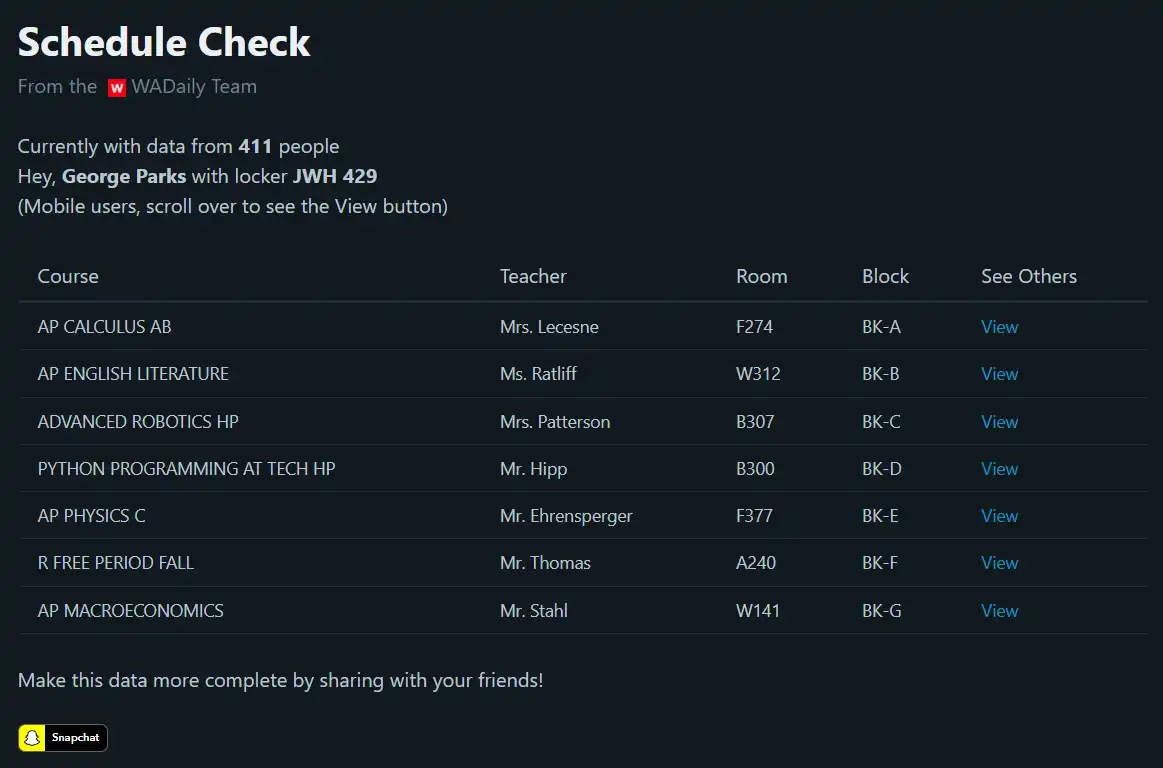 Schedule Check
From the W WADaily Team
Currently with data from 411 people
Hey, George Parks with locker JWH 429
(Mobile users, scroll over to see the View button)
Course Teacher Room Block See Others
AP CALCULUS AB Mrs. Lecesne F274 BK-A View
AP ENGLISH LITERATURE Ms. Ratliff W312 BK-B View
ADVANCED ROBOTICS HP Mrs. Patterson B307 BK-C View
PYTHON PROGRAMMING AT TECH HP Mr. Hipp B300 BK-D View
AP PHYSICS C Mr. Ehrensperger F377 BK-E View
R FREE PERIOD FALL Mr. Thomas A240 BK-F View
AP MACROECONOMICS Mr. Stahl W141 BK-G View
Make this data more complete by sharing with your friends!
Snapchat